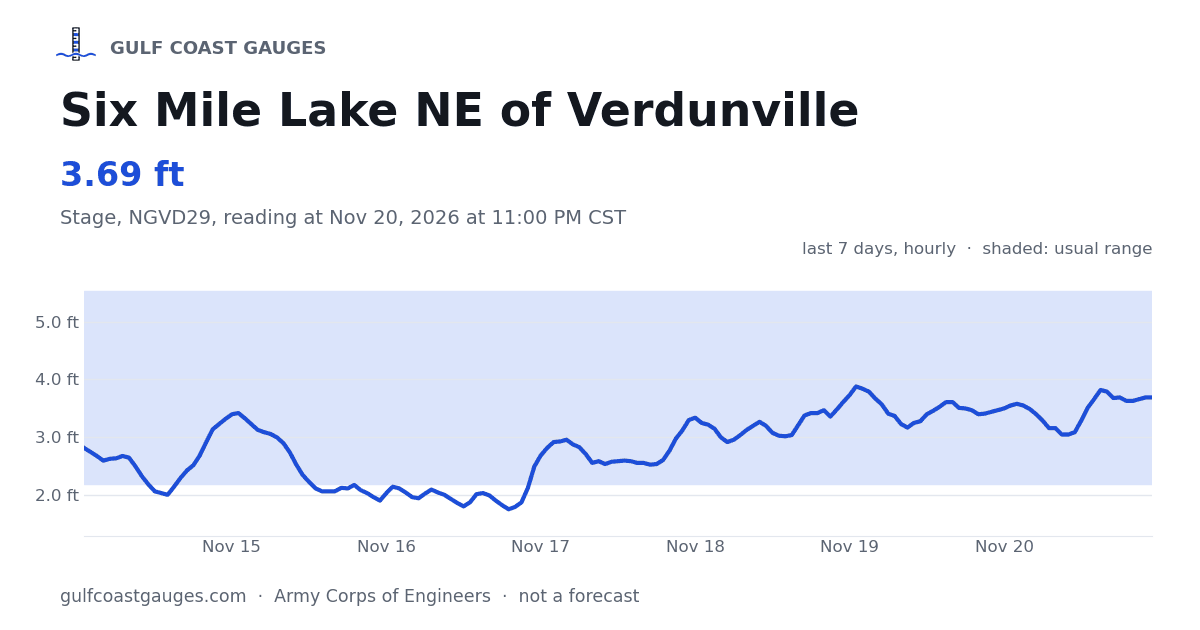 GULF COAST GAUGES
Six Mile Lake NE of Verdunville
3.69 ft
Stage, NGVD29, reading at Nov 20, 2026 at 11:00 PM CST
last 7 days, hourly · shaded: usual range
5.0 ft
4.0 ft
3.0 ft
2.0 ft
Nov 15 Nov 16 Nov 17 Nov 18 Nov 19 Nov 20
gulfcoastgauges.com · Army Corps of Engineers · not a forecast